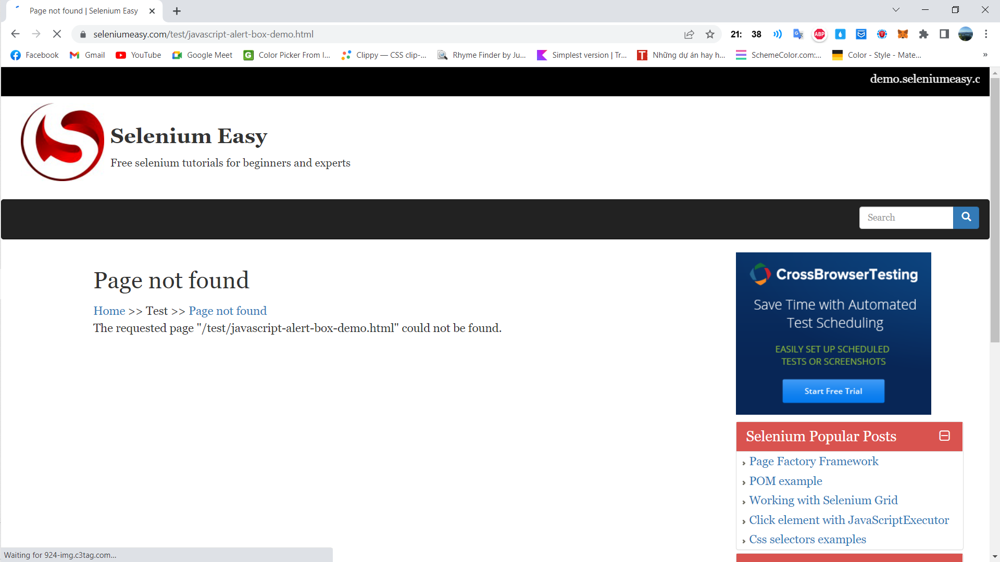 Page not found | Selenium Easy
seleniumeasy.com/test/javascript-alert-box-demo.html
21: 38
ABP
Facebook
Gmail
YouTube
Google Meet
Color Picker From I...
Clippy — CSS clip-...
Rhyme Finder by Ju...
Simplest version | Tr...
Những dự án hay h...
SchemeColor.com:...
Color - Style - Mate...
»
demo.seleniumeasy.c
Selenium Easy
Free selenium tutorials for beginners and experts
Search
Page not found
Home >> Test >> Page not found
The requested page "/test/javascript-alert-box-demo.html" could not be found.
CrossBrowserTesting
Save Time with Automated
Test Scheduling
EASILY SET UP SCHEDULED
TESTS OR SCREENSHOTS
Start Free Trial
Selenium Popular Posts
Page Factory Framework
POM example
Working with Selenium Grid
Click element with JavaScriptExecutor
Css selectors examples
Waiting for 924-img.c3tag.com...